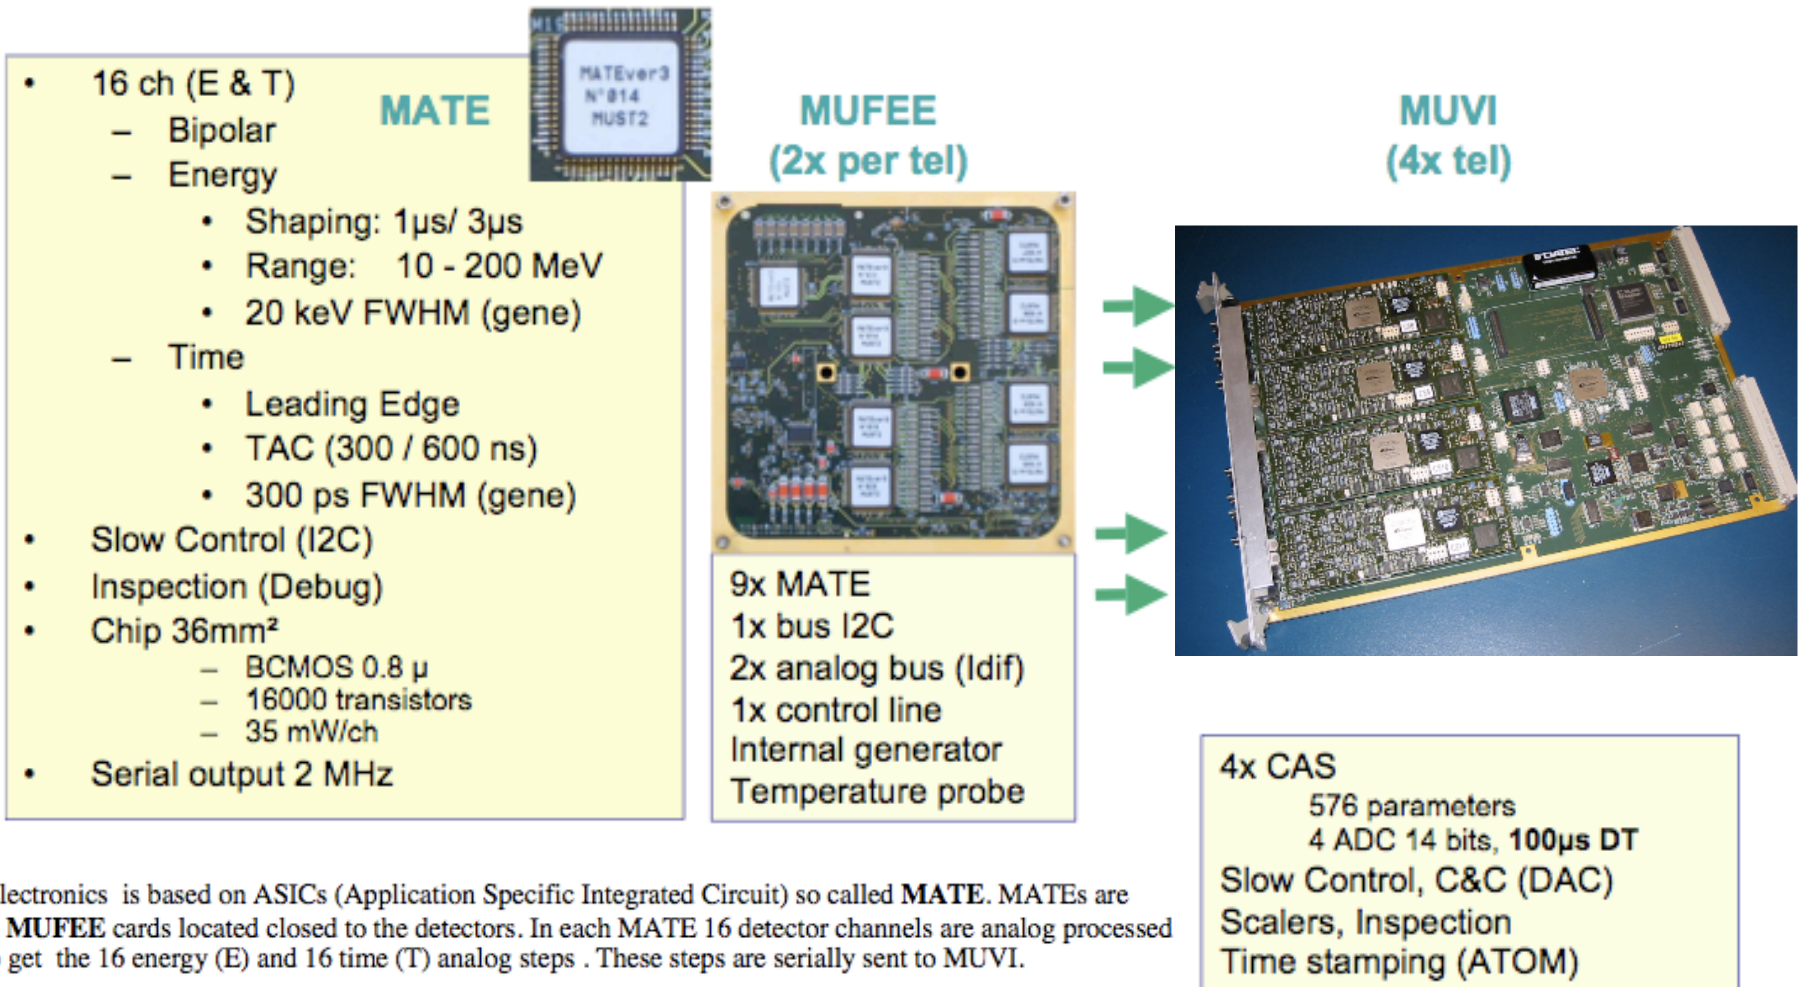 MATE
• 16 ch (E & T)
– Bipolar
– Energy
• Shaping: 1µs/ 3µs
• Range: 10 - 200 MeV
• 20 keV FWHM (gene)
– Time
• Leading Edge
• TAC (300 / 600 ns)
• 300 ps FWHM (gene)
• Slow Control (I2C)
• Inspection (Debug)
• Chip 36mm²
– BCMOS 0.8 µ
– 16000 transistors
– 35 mW/ch
• Serial output 2 MHz
MATEver3
N°014
MUST2
MUFEE
(2x per tel)
9x MATE
1x bus I2C
2x analog bus (Idif)
1x control line
Internal generator
Temperature probe
MUVI
(4x tel)
4x CAS
576 parameters
4 ADC 14 bits, 100µs DT
Slow Control, C&C (DAC)
Scalers, Inspection
Time stamping (ATOM)
lectronics is based on ASICs (Application Specific Integrated Circuit) so called MATE. MATEs are
MUFEE cards located closed to the detectors. In each MATE 16 detector channels are analog processed
get the 16 energy (E) and 16 time (T) analog steps . These steps are serially sent to MUVI.